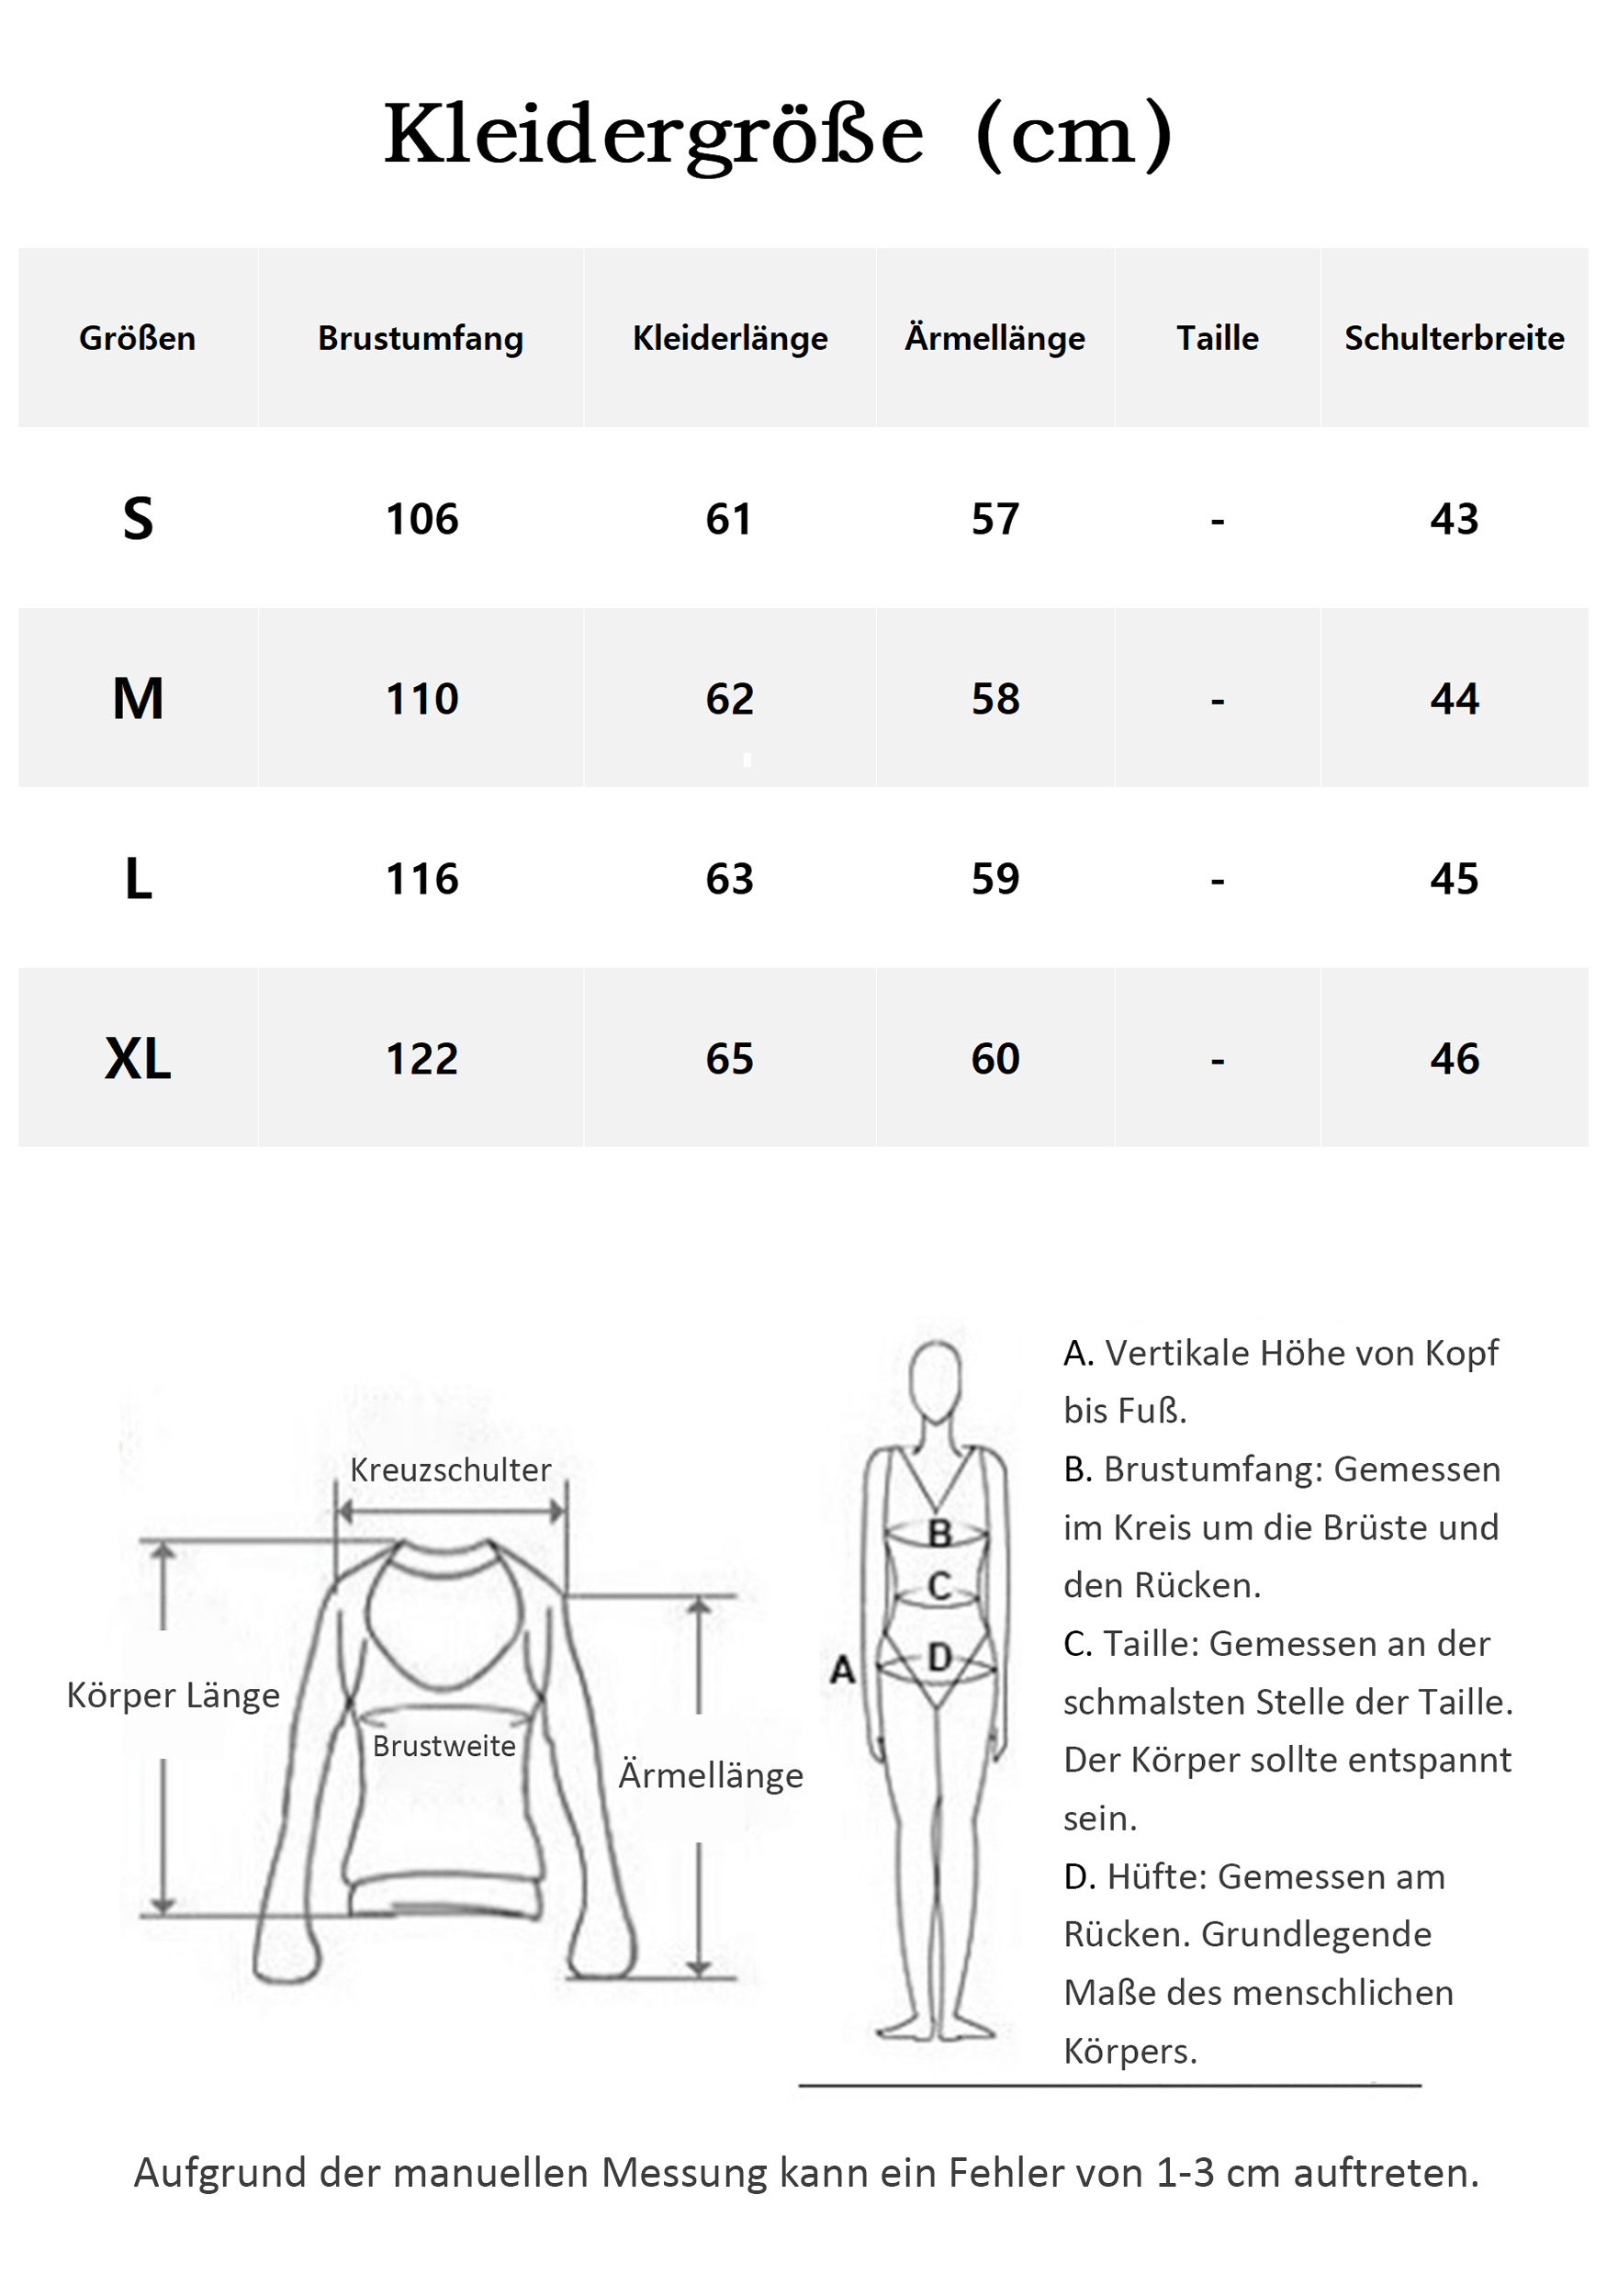 Kleidergröße (cm)
Größen Brustumfang Kleiderlänge Ärmellänge Taille Schulterbreite
S 106 61 57 - 43
M 110 62 58 - 44
L 116 63 59 - 45
XL 122 65 60 - 46
Kreuzschulter
Körper Länge
Brustweite
Ärmellänge
A
B
C
D
A. Vertikale Höhe von Kopf
bis Fuß.
B. Brustumfang: Gemessen
im Kreis um die Brüste und
den Rücken.
C. Taille: Gemessen an der
schmalsten Stelle der Taille.
Der Körper sollte entspannt
sein.
D. Hüfte: Gemessen am
Rücken. Grundlegende
Maße des menschlichen
Körpers.
Aufgrund der manuellen Messung kann ein Fehler von 1-3 cm auftreten.